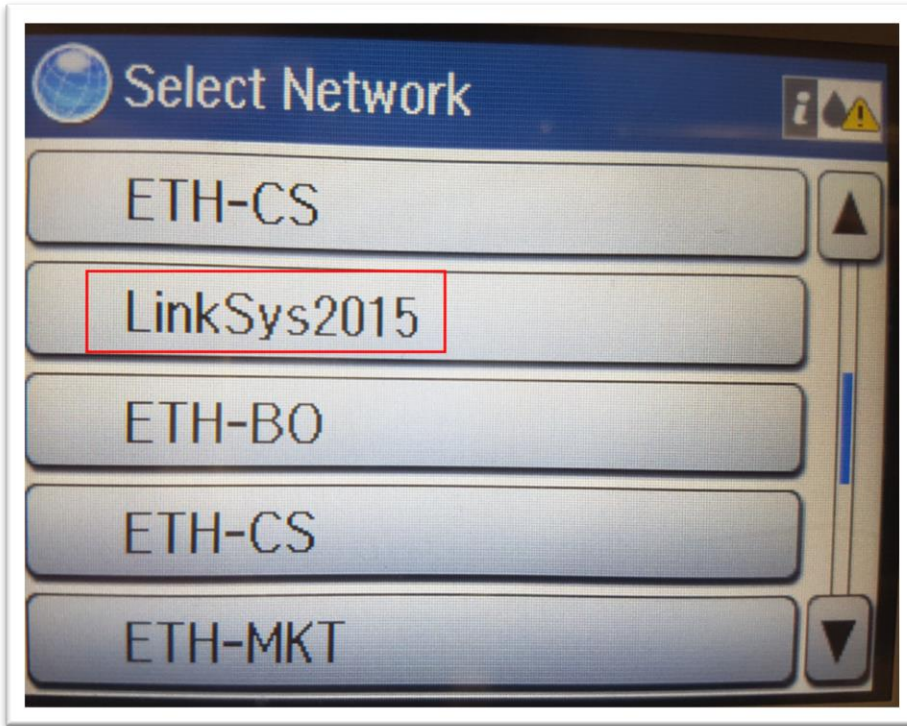 Select Network
i
ETH-CS
LinkSys2015
ETH-BO
ETH-CS
ETH-MKT